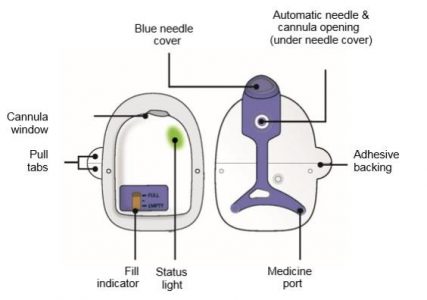 Automatic needle &
cannula opening
(under needle cover)
Blue needle
cover
Cannula
window
Pull
tabs
Adhesive
backing
FULL
EMPTY
Fill
indicator
Status
light
Medicine
port